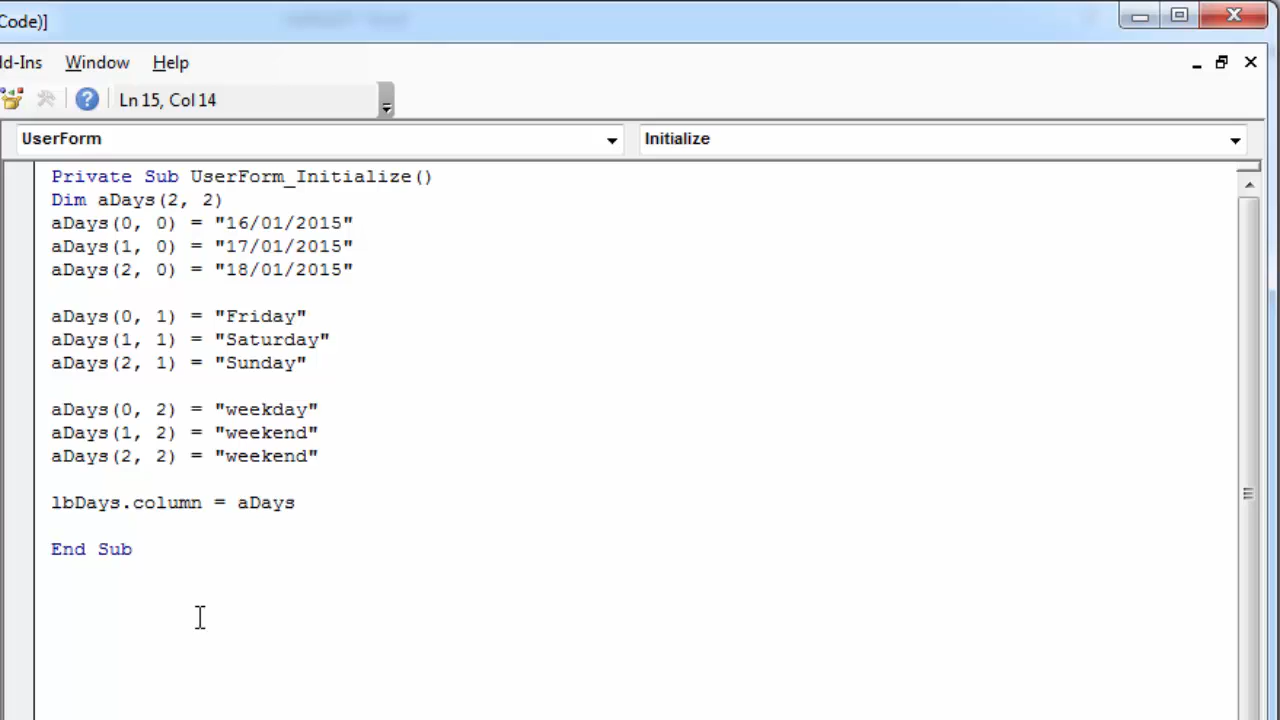 Code)]
dd-Ins Window Help
Ln 15, Col 14
UserForm Initialize
Private Sub UserForm_Initialize()
Dim aDays(2, 2)
aDays(0, 0) = "16/01/2015"
aDays(1, 0) = "17/01/2015"
aDays(2, 0) = "18/01/2015"
aDays(0, 1) = "Friday"
aDays(1, 1) = "Saturday"
aDays(2, 1) = "Sunday"
aDays(0, 2) = "weekday"
aDays(1, 2) = "weekend"
aDays(2, 2) = "weekend"
lbDays.column = aDays
End Sub